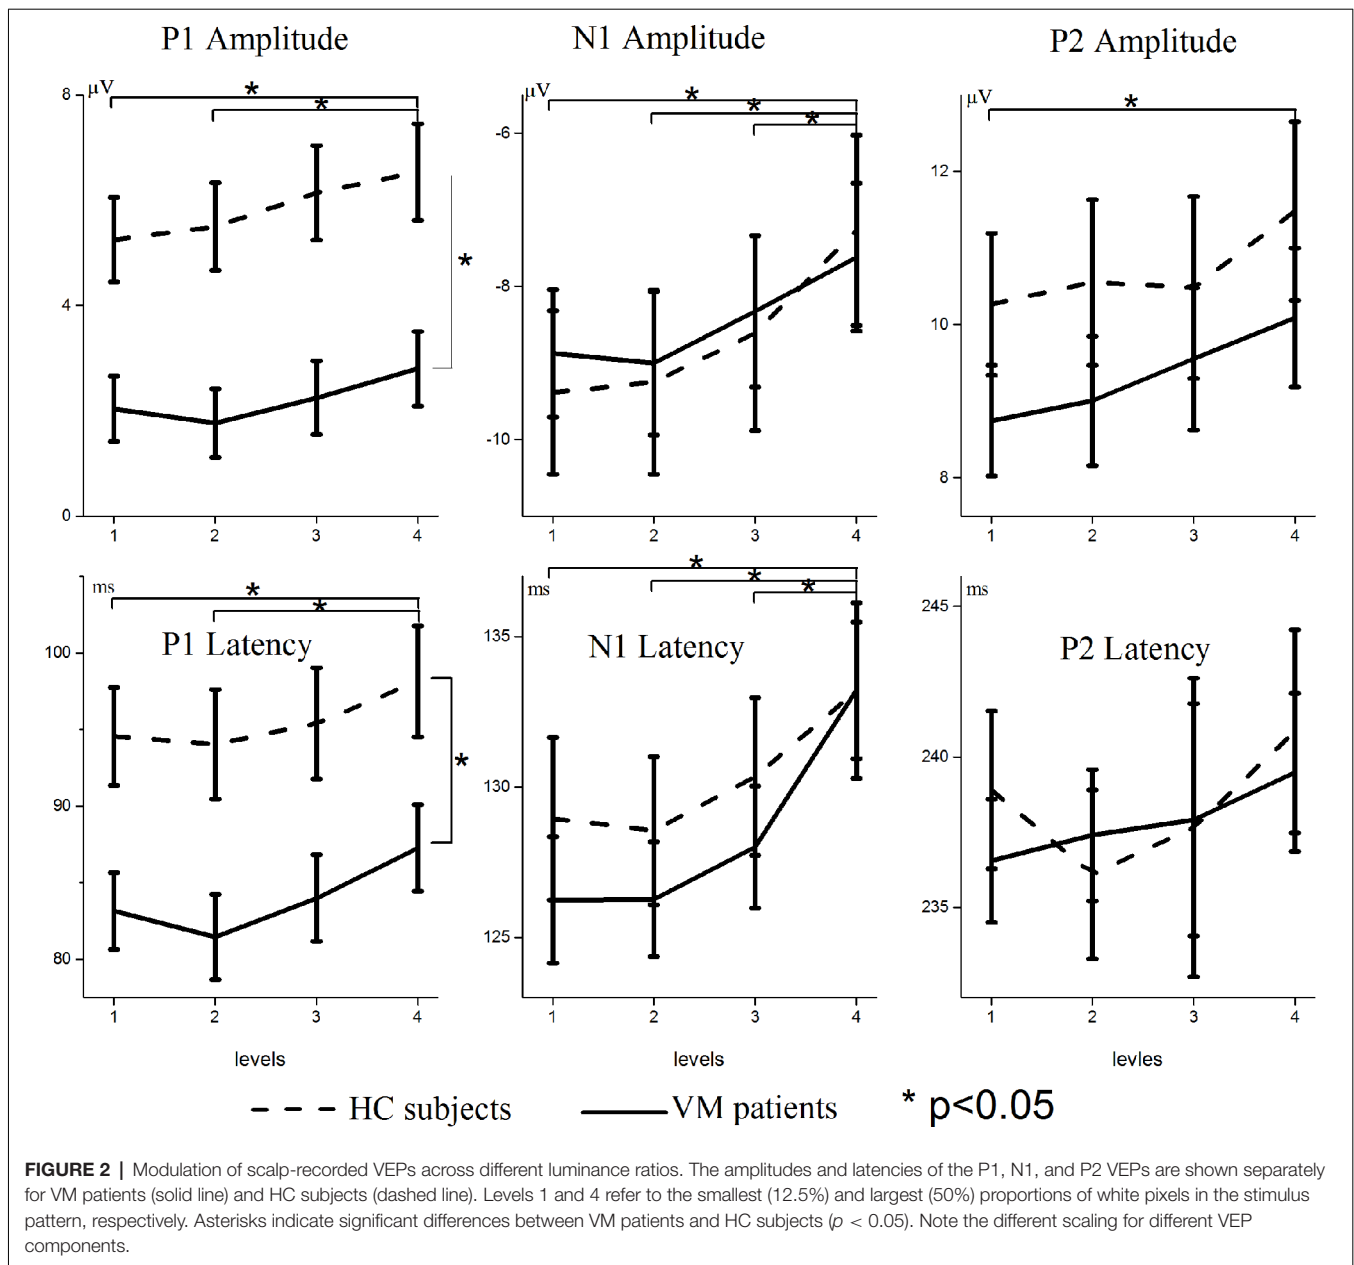 P1 Amplitude
N1 Amplitude
P2 Amplitude
8
µV
*
*
4
0
1 2 3 4
*
µV
*
*
*
-6
-8
-10
1 2 3 4
µV
*
12
10
8
1 2 3 4
ms
*
*
P1 Latency
100
90
80
*
1 2 3 4
levels
ms
*
*
*
N1 Latency
135
130
125
1 2 3 4
levels
ms
P2 Latency
245
240
235
1 2 3 4
levles
HC subjects
VM patients
* p<0.05
FIGURE 2 | Modulation of scalp-recorded VEPs across different luminance ratios. The amplitudes and latencies of the P1, N1, and P2 VEPs are shown separately
for VM patients (solid line) and HC subjects (dashed line). Levels 1 and 4 refer to the smallest (12.5%) and largest (50%) proportions of white pixels in the stimulus
pattern, respectively. Asterisks indicate significant differences between VM patients and HC subjects (p < 0.05). Note the different scaling for different VEP
components.